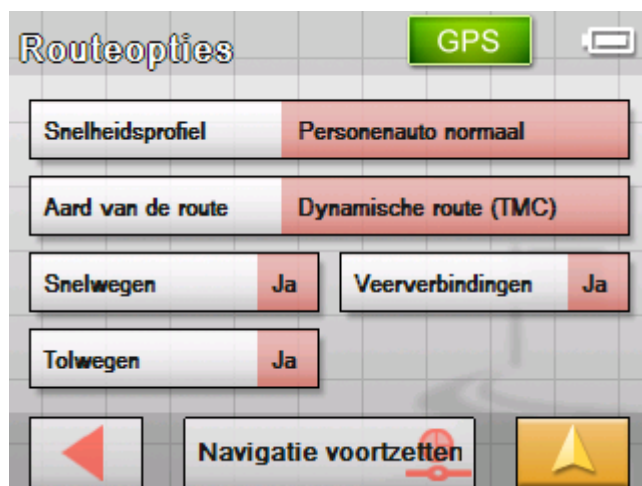 Routeopties GPS
Snelheidsprofiel Personenauto normaal
Aard van de route Dynamische route (TMC)
Snelwegen Ja Veerverbindingen Ja
Tolwegen Ja
Navigatie voortzetten